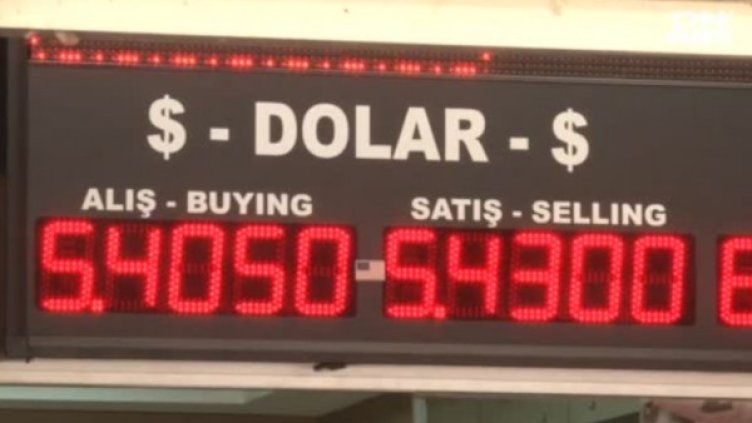 $ - DOLAR - $
ALIŞ - BUYING SATIŞ - SELLING
5.4050 5.4300